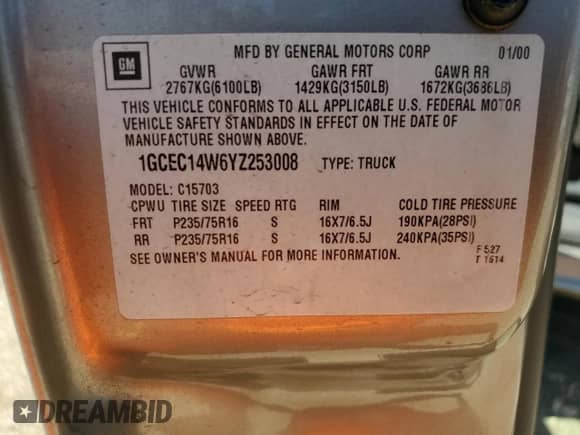 GM
MFD BY GENERAL MOTORS CORP 01/00
GVWR GAWR FRT GAWR RR
2767KG(6100LB) 1429KG(3150LB) 1672KG(3686LB)
THIS VEHICLE CONFORMS TO ALL APPLICABLE U.S. FEDERAL MOTOR
VEHICLE SAFETY STANDARDS IN EFFECT ON THE DATE OF
MANUFACTURE SHOWN ABOVE.
1GCEC14W6YZ253008 TYPE: TRUCK
MODEL: C15703
CPWU TIRE SIZE SPEED RTG RIM COLD TIRE PRESSURE
FRT P235/75R16 S 16X7/6.5J 190KPA(28PSI)
RR P235/75R16 S 16X7/6.5J 240KPA(35PSI)
SEE OWNER'S MANUAL FOR MORE INFORMATION.
F 527
T 1614
DREAMBID